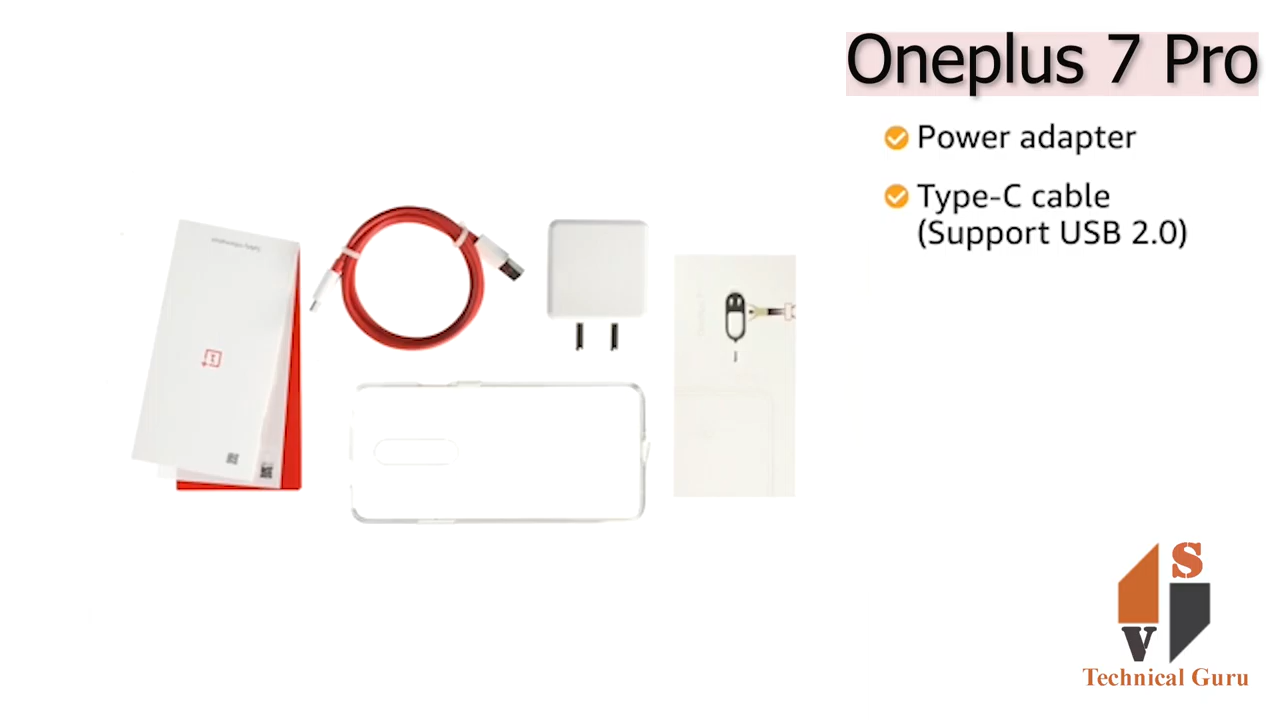 Oneplus 7 Pro
Power adapter
Type-C cable
(Support USB 2.0)
S
V
Technical Guru